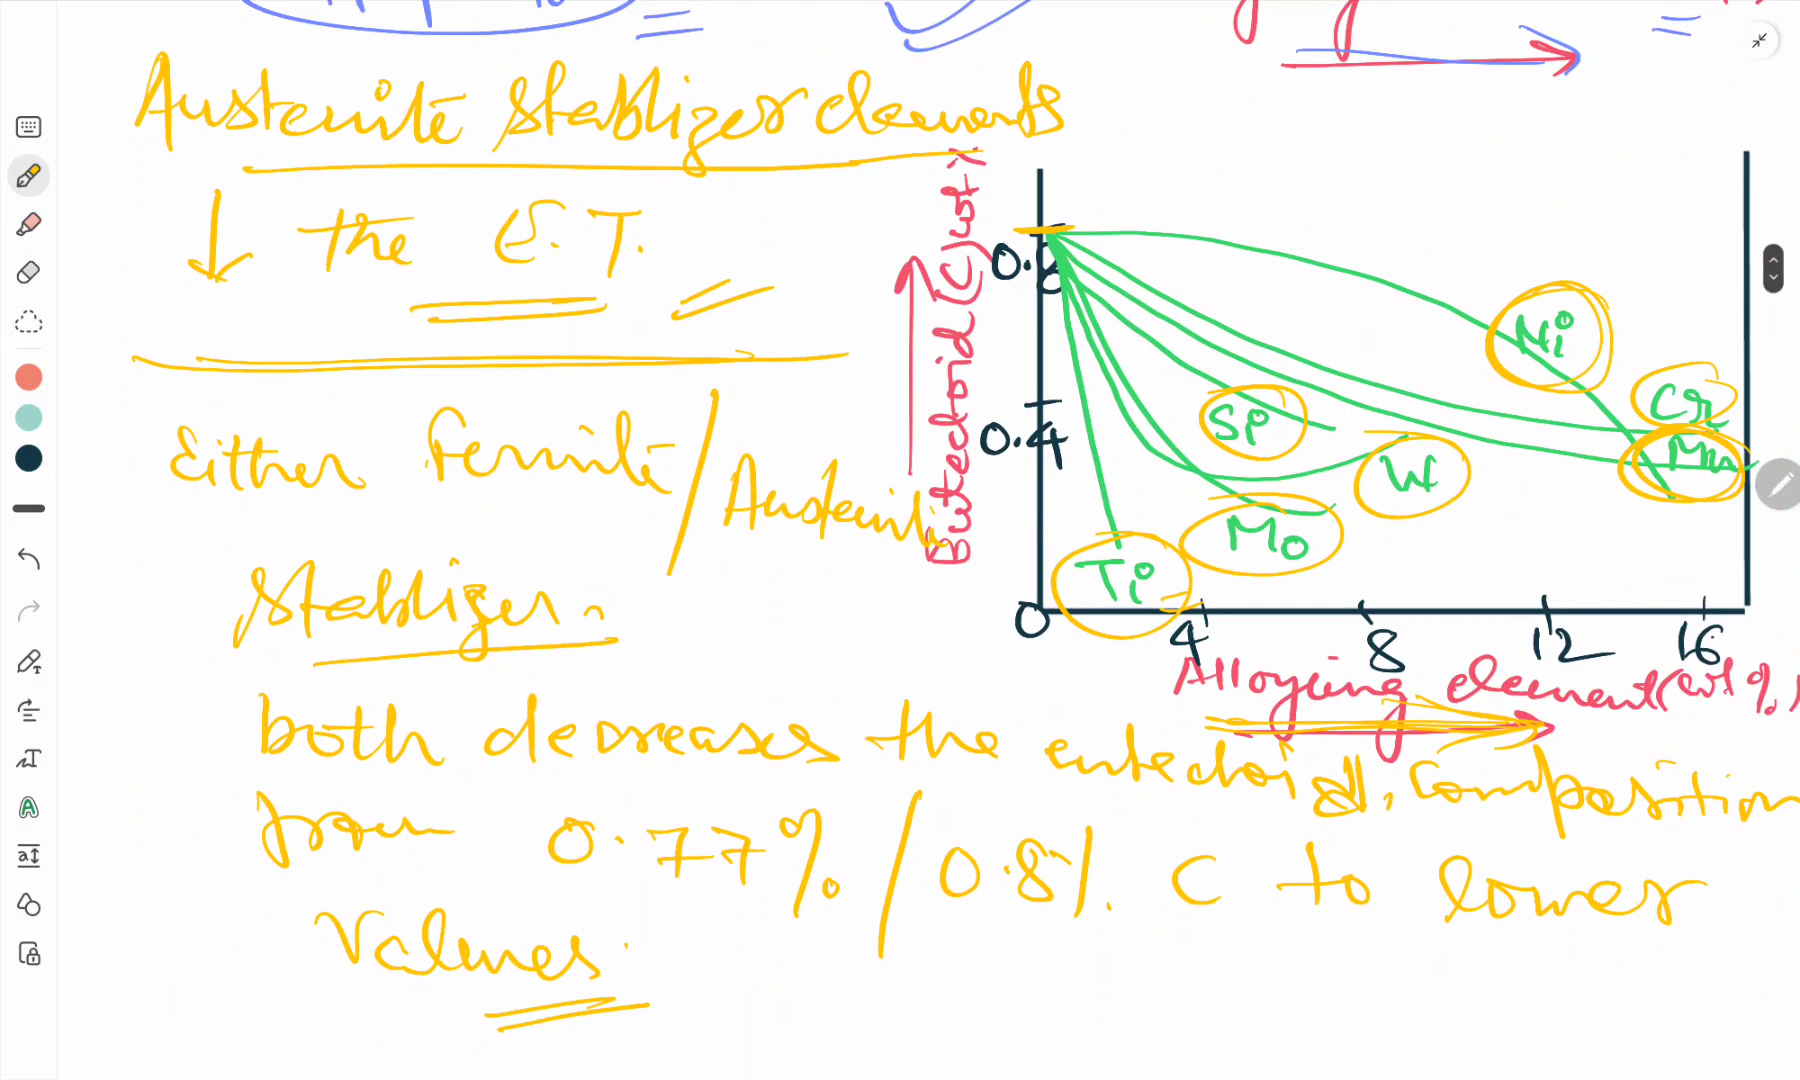 Austenite Stablizer elements
↓ the E.T.
Either Ferrite/Austenite
Stablizer.
both decreases the eutectoid. Composition
from 0.77%/0.8%. C to lower
Values.
Eutectoid (C) wt%
0.8
0.4
0
4
8
12
16
Alloying element (wt%)
Ni
Cr
Mn
Si
W
Mo
Ti